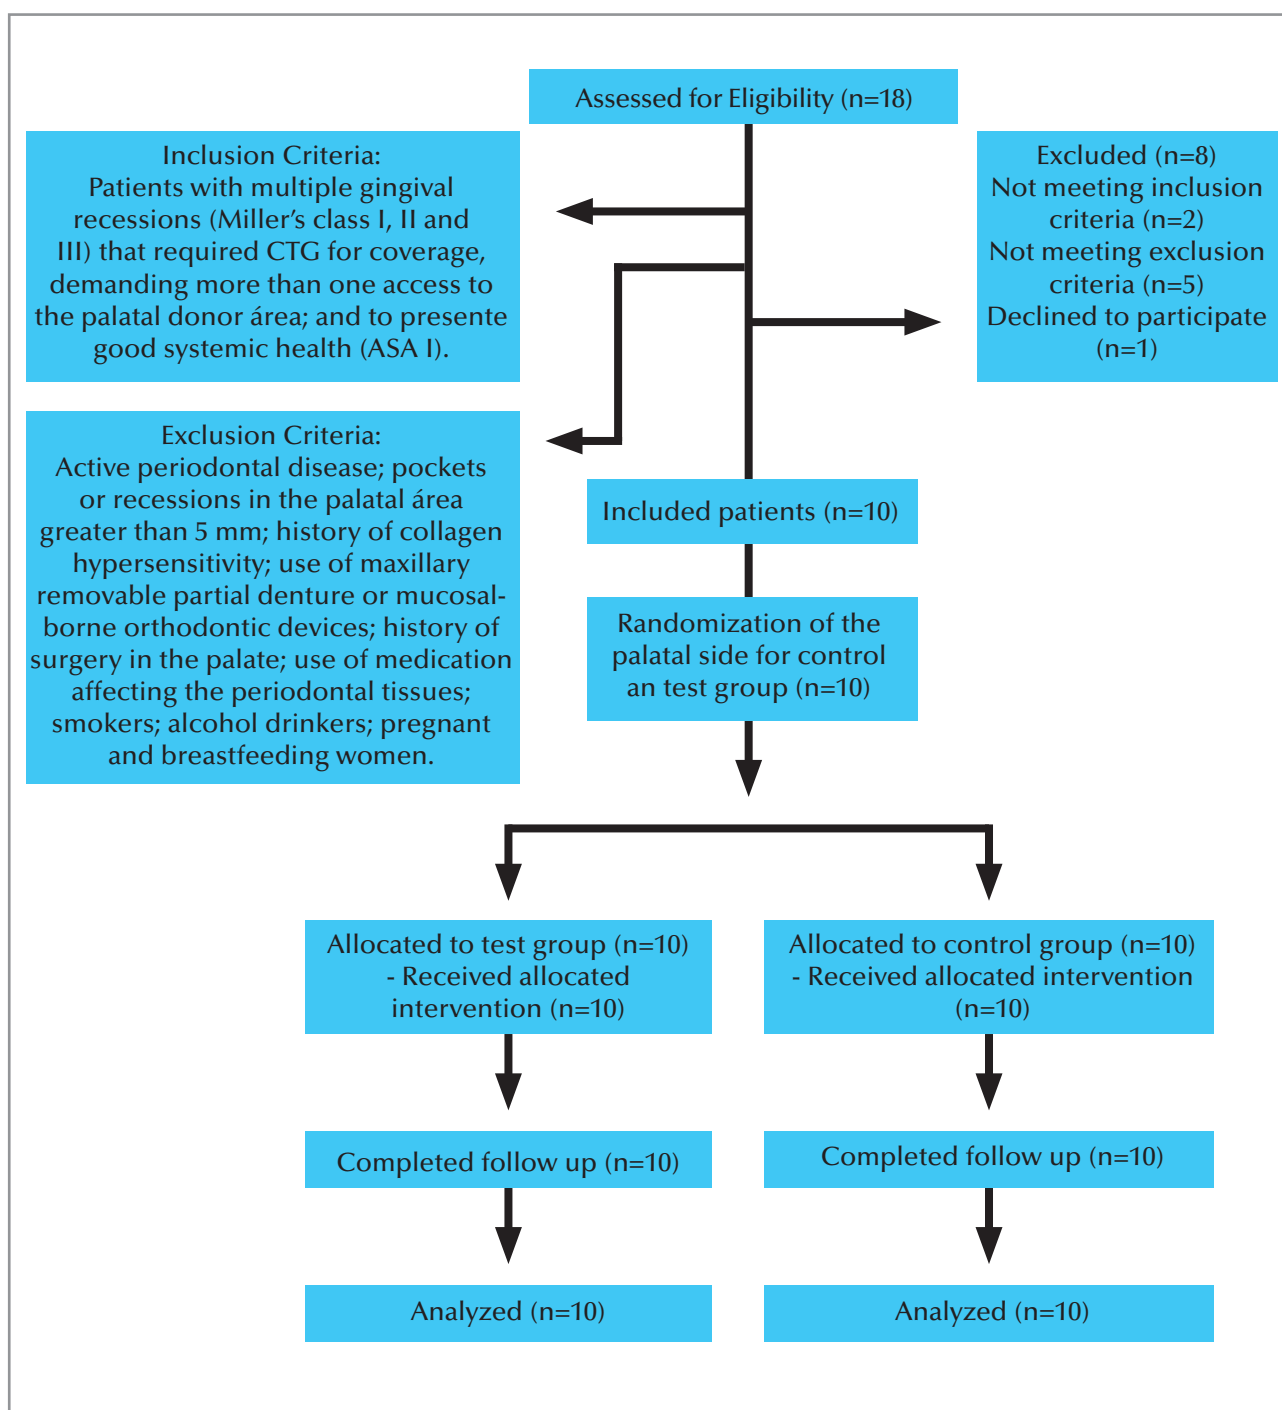 Assessed for Eligibility (n=18)
Inclusion Criteria:
Patients with multiple gingival
recessions (Miller's class I, II and
III) that required CTG for coverage,
demanding more than one access to
the palatal donor área; and to presente
good systemic health (ASA I).
Excluded (n=8)
Not meeting inclusion
criteria (n=2)
Not meeting exclusion
criteria (n=5)
Declined to participate
(n=1)
Exclusion Criteria:
Active periodontal disease; pockets
or recessions in the palatal área
greater than 5 mm; history of collagen
hypersensitivity; use of maxillary
removable partial denture or mucosal-
borne orthodontic devices; history of
surgery in the palate; use of medication
affecting the periodontal tissues;
smokers; alcohol drinkers; pregnant
and breastfeeding women.
Included patients (n=10)
Randomization of the
palatal side for control
an test group (n=10)
Allocated to test group (n=10)
- Received allocated
intervention (n=10)
Allocated to control group (n=10)
- Received allocated intervention
(n=10)
Completed follow up (n=10)
Completed follow up (n=10)
Analyzed (n=10)
Analyzed (n=10)